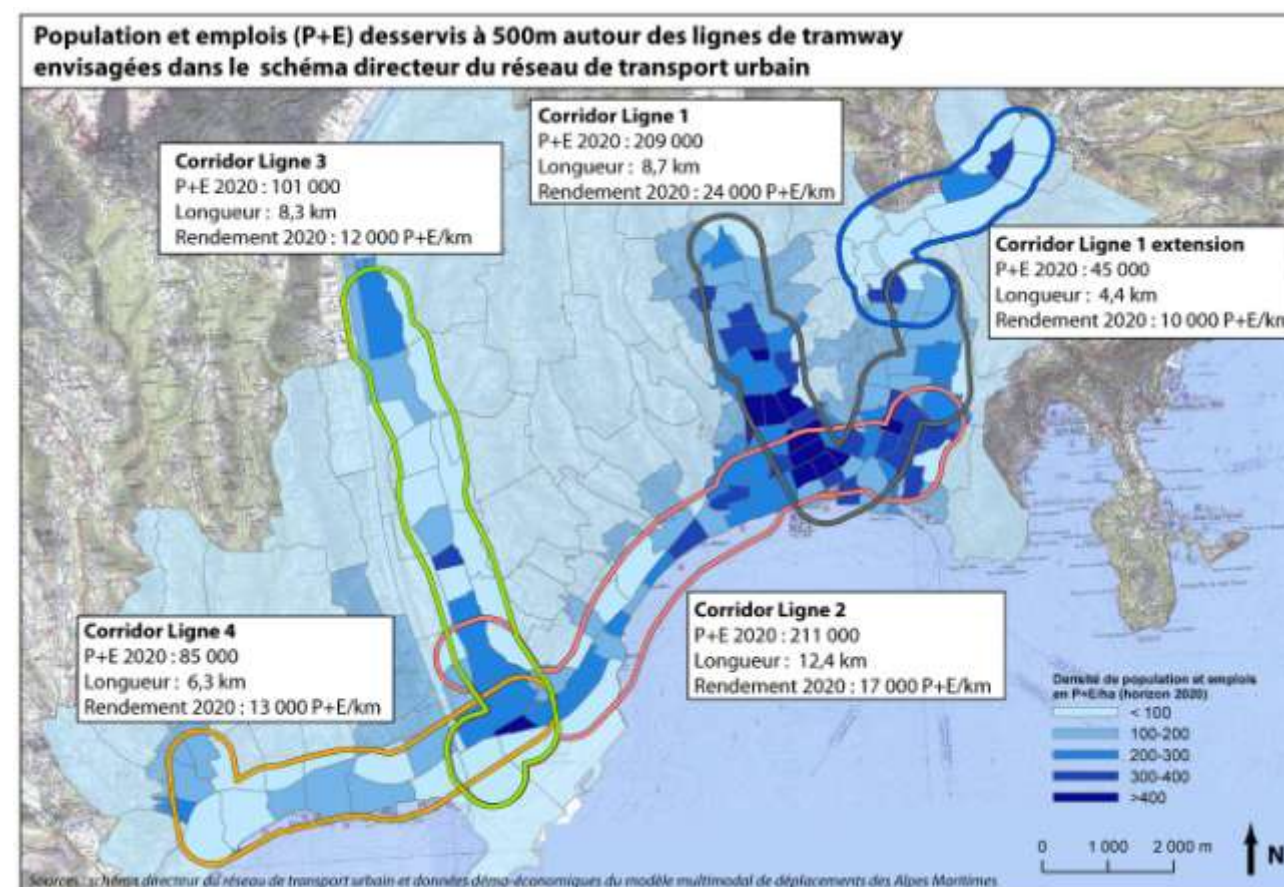 Population et emplois (P+E) desservis à 500m autour des lignes de tramway
envisagées dans le schéma directeur du réseau de transport urbain
Corridor Ligne 1
P+E 2020 : 209 000
Longueur : 8,7 km
Rendement 2020 : 24 000 P+E/km
Corridor Ligne 3
P+E 2020 : 101 000
Longueur : 8,3 km
Rendement 2020 : 12 000 P+E/km
Corridor Ligne 1 extension
P+E 2020 : 45 000
Longueur : 4,4 km
Rendement 2020 : 10 000 P+E/km
Corridor Ligne 2
P+E 2020 : 211 000
Longueur : 12,4 km
Rendement 2020 : 17 000 P+E/km
Corridor Ligne 4
P+E 2020 : 85 000
Longueur : 6,3 km
Rendement 2020 : 13 000 P+E/km
Densité de population et emplois
en P+E/ha (horizon 2020)
< 100
100-200
200-300
300-400
>400
0 1 000 2 000 m
N
Sources : schéma directeur du réseau de transport urbain et données démo-économiques du modèle multimodal de déplacements des Alpes Maritimes